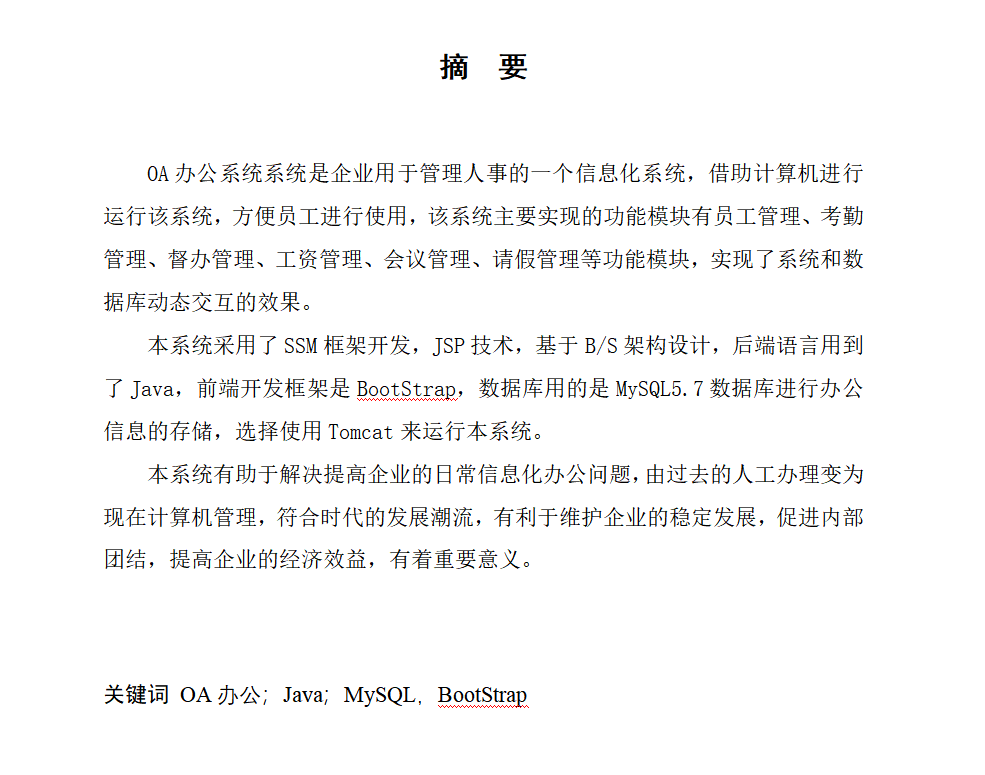 摘 要
OA 办公系统系统是企业用于管理人事的一个信息化系统，借助计算机进行
运行该系统，方便员工进行使用，该系统主要实现的功能模块有员工管理、考勤
管理、督办管理、工资管理、会议管理、请假管理等功能模块，实现了系统和数
据库动态交互的效果。
本系统采用了 SSM 框架开发，JSP 技术，基于 B/S 架构设计，后端语言用到
了 Java，前端开发框架是 BootStrap，数据库用的是 MySQL5.7 数据库进行办公
信息的存储，选择使用 Tomcat 来运行本系统。
本系统有助于解决提高企业的日常信息化办公问题，由过去的人工办理变为
现在计算机管理，符合时代的发展潮流，有利于维护企业的稳定发展，促进内部
团结，提高企业的经济效益，有着重要意义。
关键词 OA 办公；Java；MySQL，BootStrap